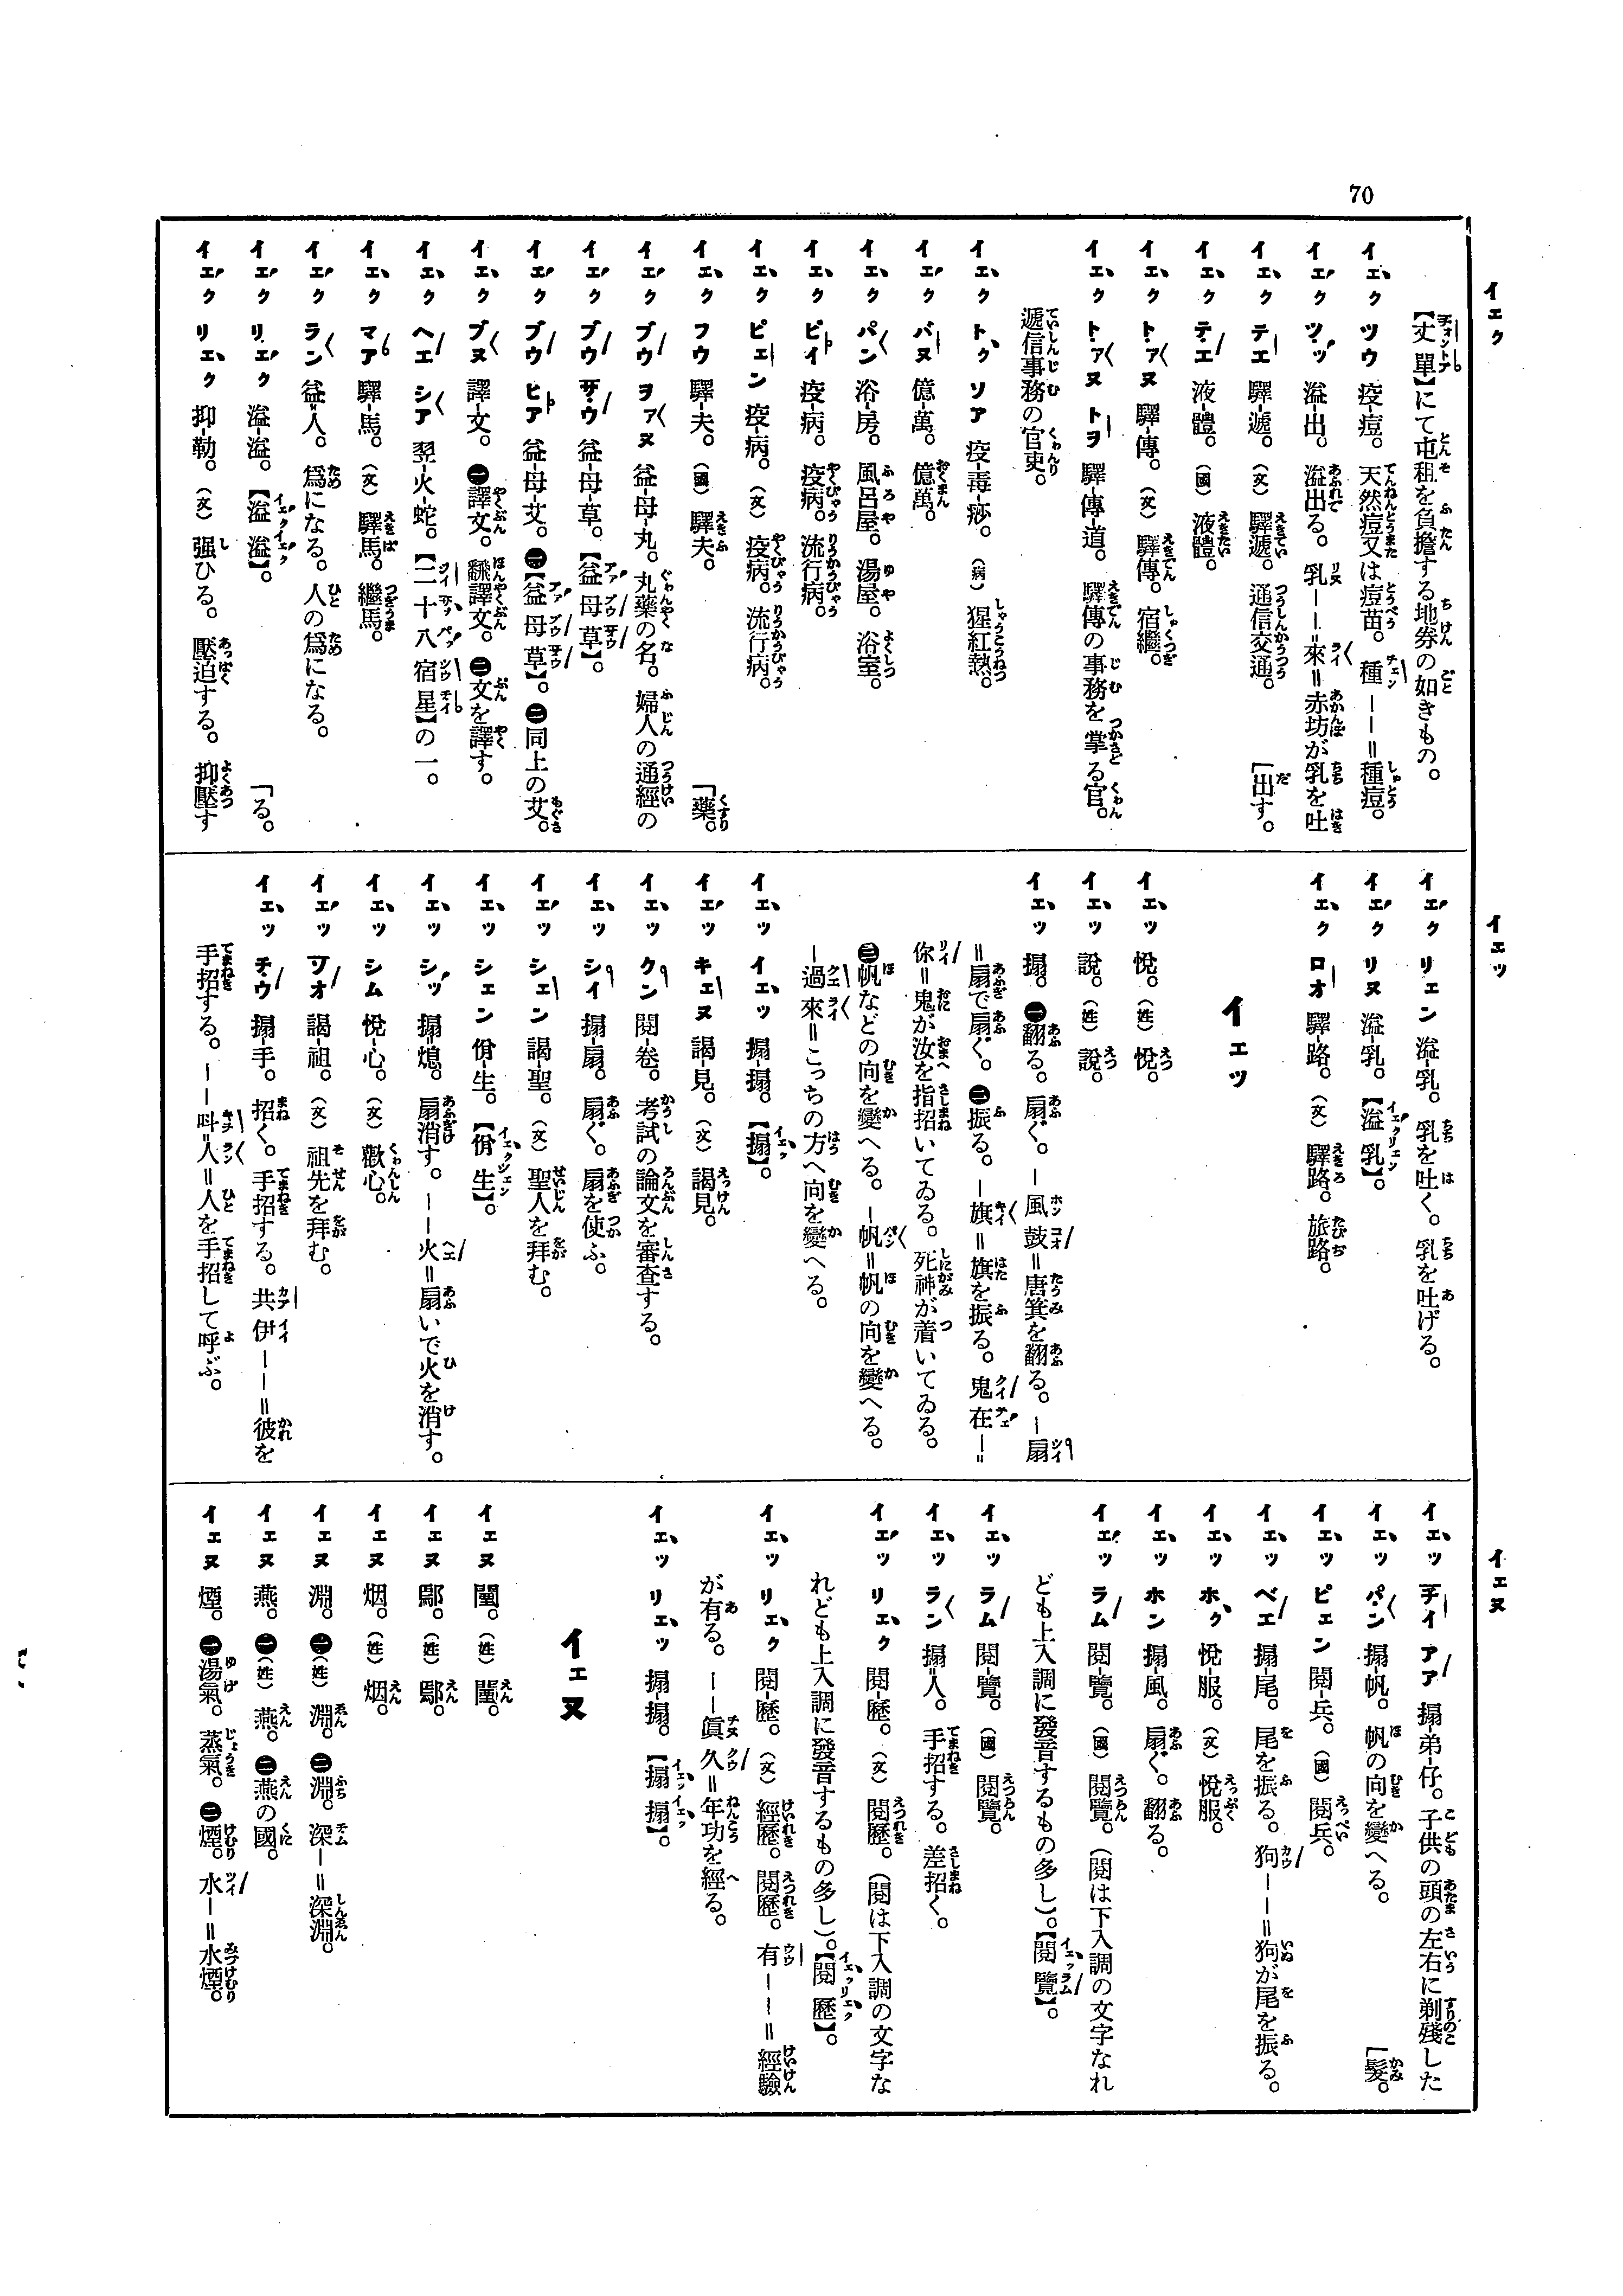 70
イエク
【丈單】にて屯租を負擔する地券の如きもの。
イエク ツウ 疫-痘。 天然痘又は痘苗。 種——＝種痘。
イエク ツッ 溢-出。 溢出る。 乳——來＝赤坊が乳を吐
イエク テエ 驛-遞。（文）驛遞。 通信交通。 「出す。
イエク テエ 液-體。（國）液體。
イエク トァヌ 驛-傳。（文）驛傳。 宿繼。
イエク トァヌ トヲ 驛-傳-道。 驛傳の事務を掌る官。
遞信事務の官吏。
イエク トク ソア 疫-毒-痧。（病）猩紅熱。
イエク バヌ 億-萬。 億萬。
イエク パン 浴-房。 風呂屋。 湯屋。 浴室。
イエク ビイ 疫-病。 疫病。 流行病。
イエク ピェン 疫-病。（文）疫病。 流行病。
イエク フウ 驛-夫。（國）驛夫。 「藥。
イエク ブウ ヲァヌ 益-母-丸。 丸藥の名。 婦人の通經の
イエク ブウ サウ 益-母-草。【益母草】。
イエク ブウ ヒア 益-母-艾。 ㊀【益母草】。 ㊁同上の艾。
イエク ブヌ 譯-文。 ㊀譯文。 飜譯文。 ㊁文を譯す。
イエク ヘエ シア 翌-火-蛇。【二十八宿星】の一。
イエク マア 驛-馬。（文）驛馬。 繼馬。
イエク ラン 益゠人。 爲になる。 人の爲になる。
イエク リエク 溢-溢。【溢溢】。 「る。
イエク リエク 抑-勒。（文）强ひる。 壓迫する。 抑壓す
イエッ
イエク リェン 溢-乳。 乳を吐く。 乳を吐げる。
イエク リヌ 溢-乳。【溢乳】。
イエク ロオ 驛-路。（文）驛路。 旅路。
イエッ
イエッ 悅。（姓）悅。
イエッ 說。（姓）說。
イエッ 搧。 ㊀翻る。 扇ぐ。 —風鼓＝唐箕を翻る。 —扇
＝扇で扇ぐ。 ㊁振る。 —旗＝旗を振る。 鬼在—＝
你＝鬼が汝を指招いてゐる。 死神が着いてゐる。
㊂帆などの向を變へる。 —帆＝帆の向を變へる。
—過來＝こっちの方へ向を變へる。
イエッ イエッ 搧-搧。【搧】。
イエッ キェヌ 謁-見。（文）謁見。
イエッ クン 閱-卷。 考試の論文を審查する。
イエッ シイ 搧-扇。 扇ぐ。 扇を使ふ。
イエッ シェン 謁-聖。（文）聖人を拜む。
イエッ シェン 佾-生。【佾生】。
イエッ シッ 搧゠熄。 扇消す。 ——火＝扇いで火を消す。
イエッ シム 悅-心。（文）歡心。
イエッ ソオ 謁-祖。（文）祖先を拜む。
イエッ チウ 搧-手。 招く。 手招する。 共伊——＝彼を
手招する。 ——呌゠人＝人を手招して呼ぶ。
イエヌ
イエッ チイ アア 搧-弟-仔。 子供の頭の左右に剃殘した
イエッ パン 搧-帆。 帆の向を變へる。 「髮。
イエッ ピェン 閱-兵。（國）閱兵。
イエッ ベエ 搧-尾。 尾を振る。 狗——＝狗が尾を振る。
イエッ ホク 悅-服。（文）悅服。
イエッ ホン 搧-風。 扇ぐ。 翻る。
イエッ ラム 閱-覽。（國）閱覽。（閱は下入調の文字なれ
ども上入調に發音するもの多し）。【閱覽】。
イエッ ラム 閱-覽。（國）閱覽。
イエッ ラン 搧゠人。 手招する。 差招く。
イエッ リエク 閱-歷。（文）閱歷。（閱は下入調の文字な
れども上入調に發音するもの多し）。【閱歷】。
イエッ リエク 閱-歷。（文）經歷。 閱歷。 有——＝經驗
が有る。 ——眞久＝年功を經る。
イエッ リエッ 搧-搧。【搧搧】。
イエヌ
イエヌ 閶。（姓）閶。
イエヌ 鄢。（姓）鄢。
イエヌ 烟。（姓）烟。
イエヌ 淵。 ㊀（姓）淵。 ㊁淵。 深—＝深淵。
イエヌ 燕。 ㊀（姓）燕。 ㊁燕の國。
イエヌ 煙。 ㊀湯氣。 蒸氣。 ㊁煙。 水—＝水煙。